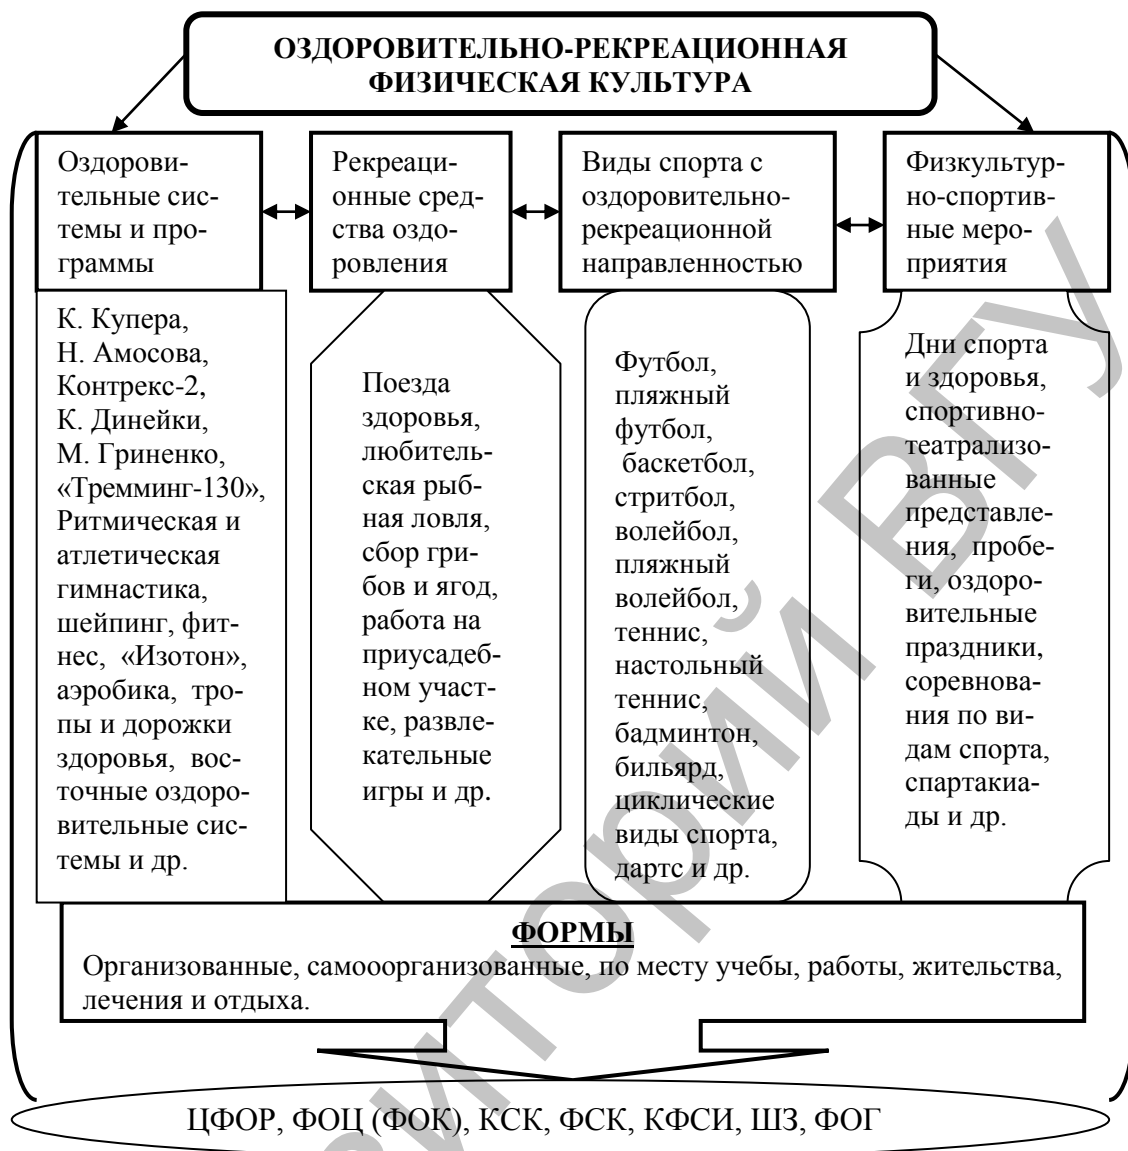 ОЗДОРОВИТЕЛЬНО-РЕКРЕАЦИОННАЯ
ФИЗИЧЕСКАЯ КУЛЬТУРА
Оздорови-
тельные сис-
темы и про-
граммы
Рекреаци-
онные сред-
ства оздо-
ровления
Виды спорта с
оздоровительно-
рекреационной
направленностью
Физкультур-
но-спортив-
ные меро-
приятия
К. Купера,
Н. Амосова,
Контрекс-2,
К. Динейки,
М. Гриненко,
«Тремминг-130»,
Ритмическая и
атлетическая
гимнастика,
шейпинг, фит-
нес, «Изотон»,
аэробика, тро-
пы и дорожки
здоровья, вос-
точные оздоро-
вительные сис-
темы и др.
Поезда
здоровья,
любитель-
ская рыб-
ная ловля,
сбор гри-
бов и ягод,
работа на
приусадеб-
ном участ-
ке, развле-
кательные
игры и др.
Футбол,
пляжный
футбол,
баскетбол,
стритбол,
волейбол,
пляжный
волейбол,
теннис,
настольный
теннис,
бадминтон,
бильярд,
циклические
виды спорта,
дартс и др.
Дни спорта
и здоровья,
спортивно-
театрализо-
ванные
представле-
ния, пробе-
ги, оздоро-
вительные
праздники,
соревнова-
ния по ви-
дам спорта,
спартакиа-
ды и др.
ФОРМЫ
Организованные, самооорганизованные, по месту учебы, работы, жительства,
лечения и отдыха.
ЦФОР, ФОЦ (ФОК), КСК, ФСК, КФСИ, ШЗ, ФОГ
зиторий ВГУ